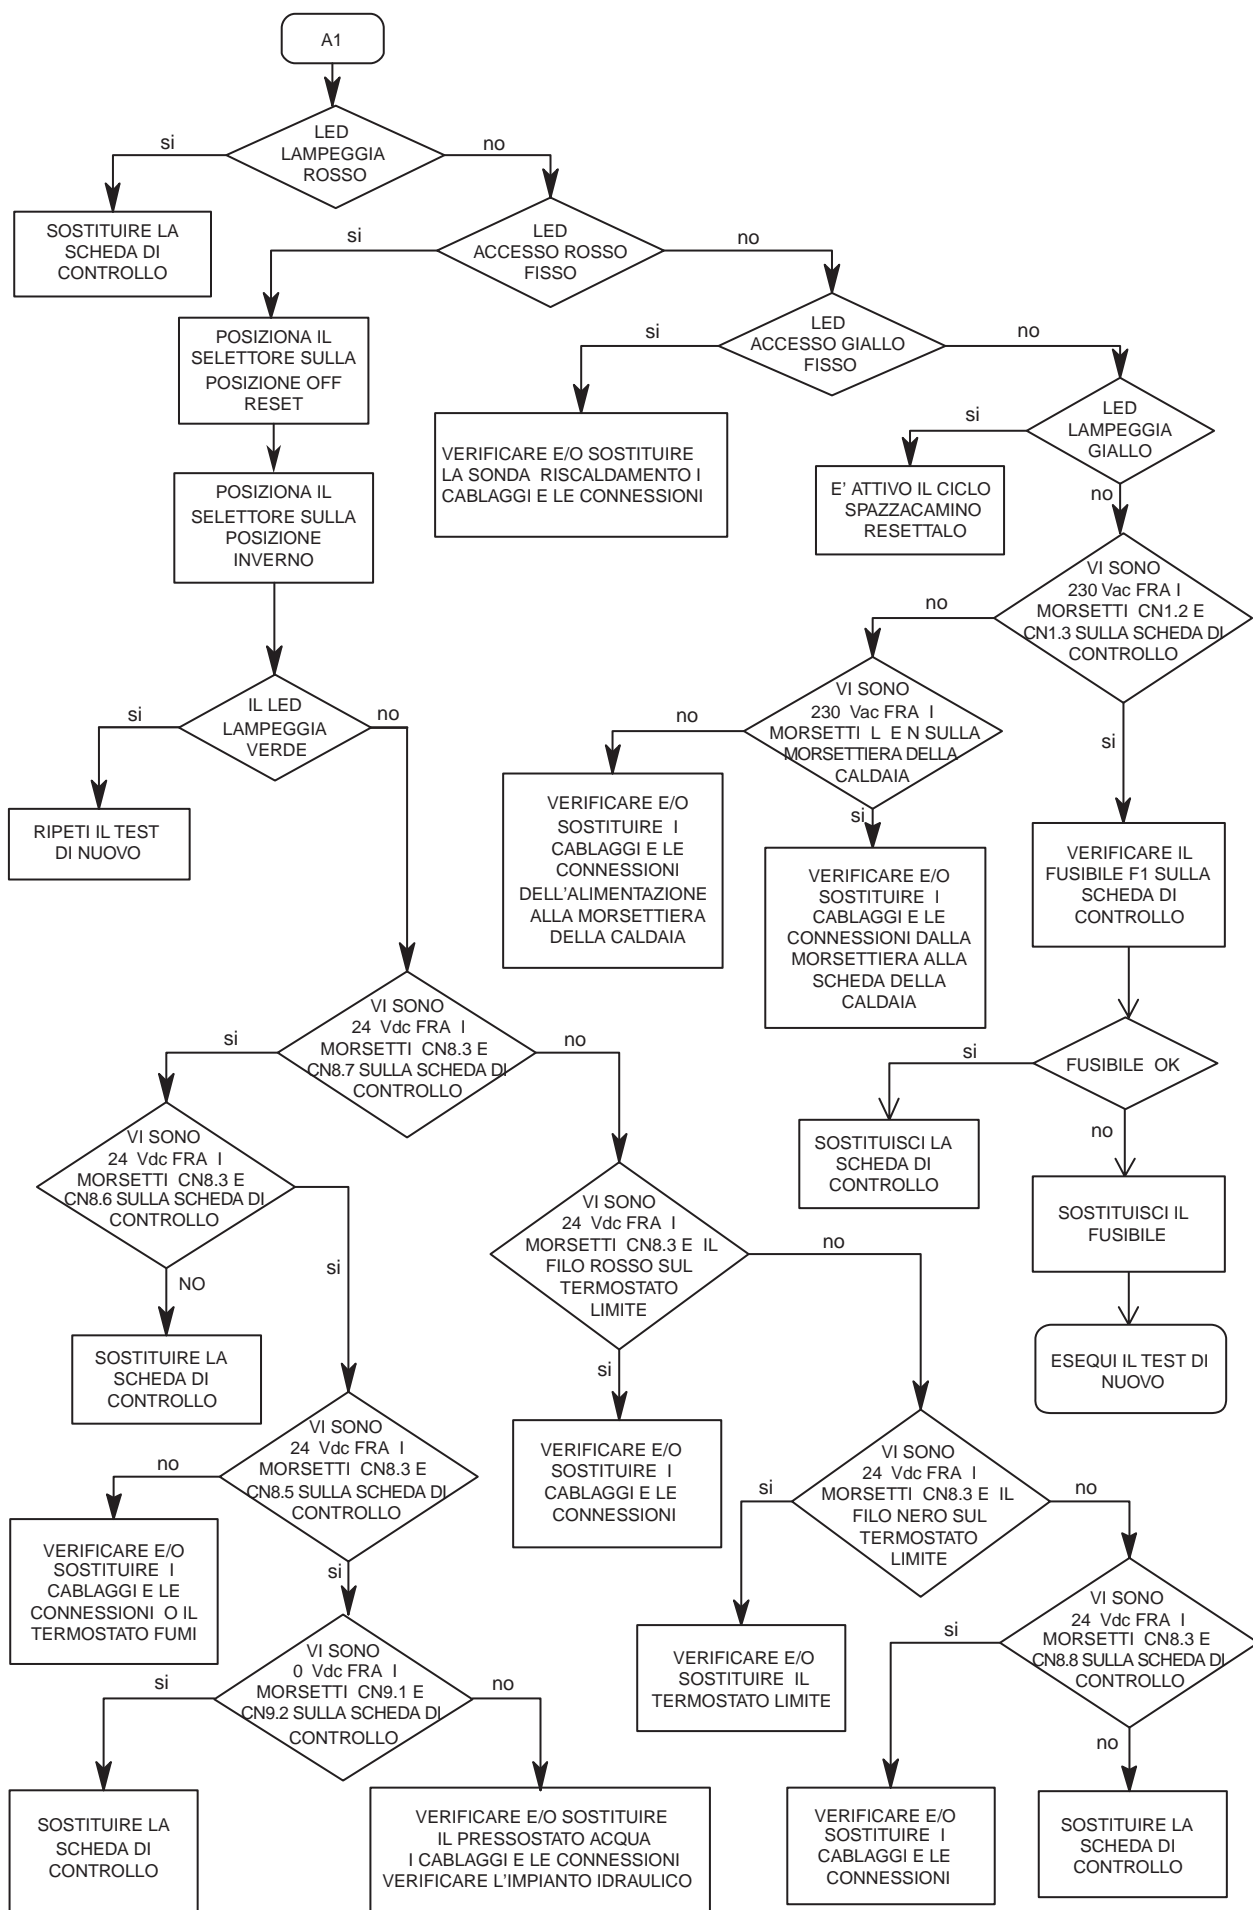 A1
LED
LAMPEGGIA
ROSSO
si
no
SOSTITUIRE LA
SCHEDA DI
CONTROLLO
LED
ACCESSO ROSSO
FISSO
si
no
POSIZIONA IL
SELETTORE SULLA
POSIZIONE OFF
RESET
LED
ACCESSO GIALLO
FISSO
si
no
VERIFICARE E/O SOSTITUIRE
LA SONDA RISCALDAMENTO I
CABLAGGI E LE CONNESSIONI
LED
LAMPEGGIA
GIALLO
si
no
E' ATTIVO IL CICLO
SPAZZACAMINO
RESETTALO
POSIZIONA IL
SELETTORE SULLA
POSIZIONE
INVERNO
VI SONO
230 Vac FRA I
MORSETTI CN1.2 E
CN1.3 SULLA SCHEDA DI
CONTROLLO
no
si
IL LED
LAMPEGGIA
VERDE
si
no
VI SONO
230 Vac FRA I
MORSETTI L E N SULLA
MORSETTIERA DELLA
CALDAIA
no
si
RIPETI IL TEST
DI NUOVO
VERIFICARE E/O
SOSTITUIRE I
CABLAGGI E LE
CONNESSIONI
DELL'ALIMENTAZIONE
ALLA MORSETTIERA
DELLA CALDAIA
VERIFICARE E/O
SOSTITUIRE I
CABLAGGI E LE
CONNESSIONI DALLA
MORSETTIERA ALLA
SCHEDA DELLA
CALDAIA
VERIFICARE IL
FUSIBILE F1 SULLA
SCHEDA DI
CONTROLLO
VI SONO
24 Vdc FRA I
MORSETTI CN8.3 E
CN8.7 SULLA SCHEDA DI
CONTROLLO
si
no
FUSIBILE OK
si
no
VI SONO
24 Vdc FRA I
MORSETTI CN8.3 E
CN8.6 SULLA SCHEDA DI
CONTROLLO
si
NO
SOSTITUISCI LA
SCHEDA DI
CONTROLLO
VI SONO
24 Vdc FRA I
MORSETTI CN8.3 E IL
FILO ROSSO SUL
TERMOSTATO
LIMITE
no
si
SOSTITUISCI IL
FUSIBILE
SOSTITUIRE LA
SCHEDA DI
CONTROLLO
ESEQUI IL TEST DI
NUOVO
VI SONO
24 Vdc FRA I
MORSETTI CN8.3 E
CN8.5 SULLA SCHEDA DI
CONTROLLO
no
si
VERIFICARE E/O
SOSTITUIRE I
CABLAGGI E LE
CONNESSIONI
VI SONO
24 Vdc FRA I
MORSETTI CN8.3 E IL
FILO NERO SUL
TERMOSTATO
LIMITE
si
no
VERIFICARE E/O
SOSTITUIRE I
CABLAGGI E LE
CONNESSIONI O IL
TERMOSTATO FUMI
VI SONO
24 Vdc FRA I
MORSETTI CN8.3 E
CN8.8 SULLA SCHEDA DI
CONTROLLO
si
no
VI SONO
0 Vdc FRA I
MORSETTI CN9.1 E
CN9.2 SULLA SCHEDA DI
CONTROLLO
si
no
VERIFICARE E/O
SOSTITUIRE IL
TERMOSTATO LIMITE
SOSTITUIRE LA
SCHEDA DI
CONTROLLO
VERIFICARE E/O SOSTITUIRE
IL PRESSOSTATO ACQUA
I CABLAGGI E LE CONNESSIONI
VERIFICARE L'IMPIANTO IDRAULICO
VERIFICARE E/O
SOSTITUIRE I
CABLAGGI E LE
CONNESSIONI
SOSTITUIRE LA
SCHEDA DI
CONTROLLO